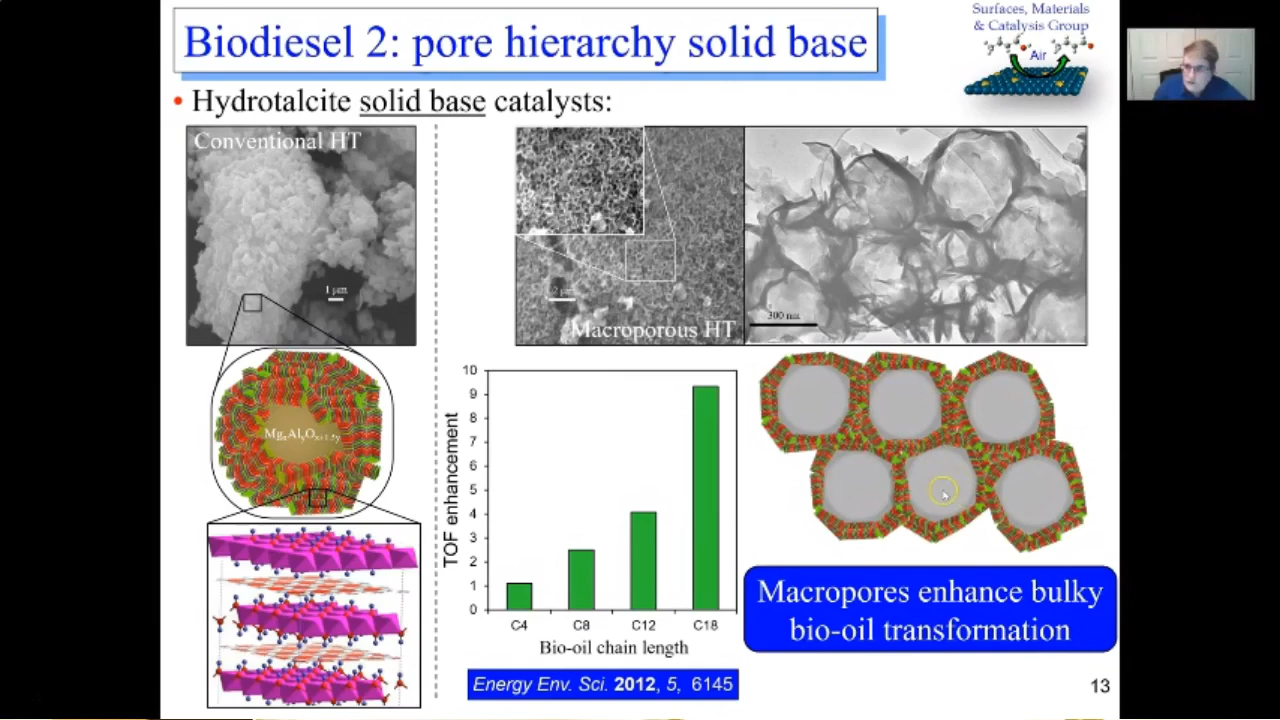 Biodiesel 2: pore hierarchy solid base
Surfaces, Materials
& Catalysis Group
Air
• Hydrotalcite solid base catalysts:
Conventional HT
1 µm
Macroporous HT
300 nm
10
9
8
7
6
5
4
3
2
1
0
TOF enhancement
C4 C8 C12 C18
Bio-oil chain length
Energy Env. Sci. 2012, 5, 6145
Macropores enhance bulky
bio-oil transformation
13